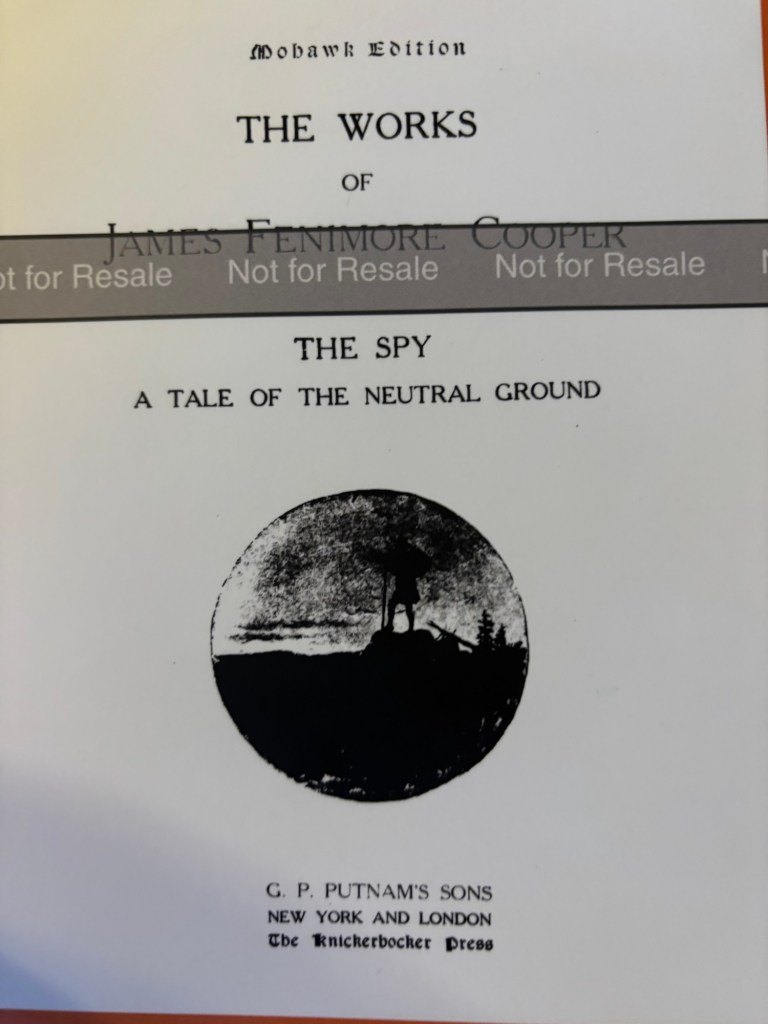 Mohawk Edition
THE WORKS
OF
JAMES FENIMORE COOPER
ot for Resale Not for Resale Not for Resale N
THE SPY
A TALE OF THE NEUTRAL GROUND
G. P. PUTNAM'S SONS
NEW YORK AND LONDON
The Knickerbocker Press